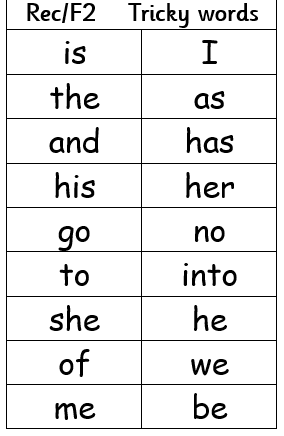 Rec/F2 Tricky words
is I
the as
and has
his her
go no
to into
she he
of we
me be